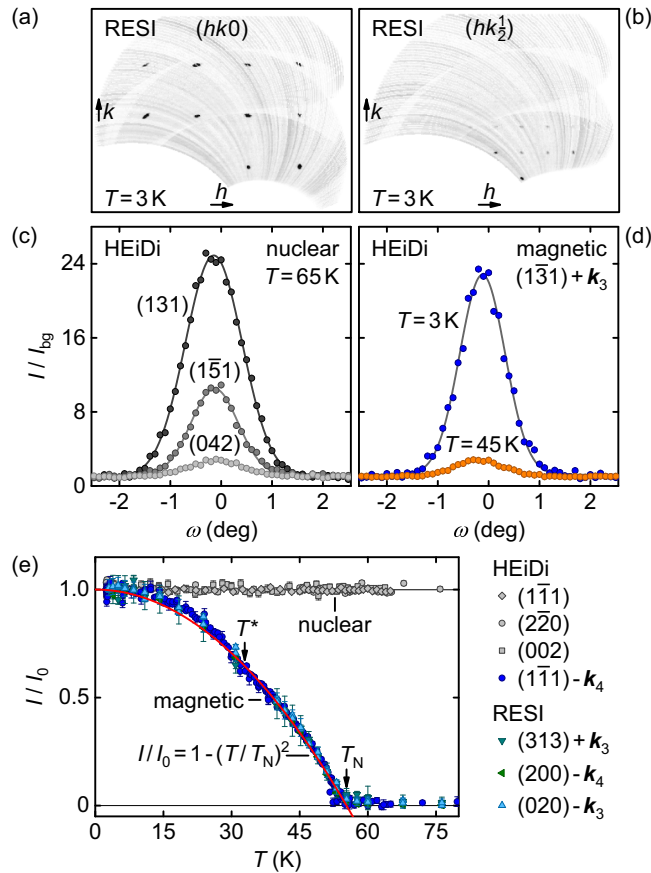 (a) RESI (hk0)
k
T = 3 K h
RESI (hk½) (b)
k
T = 3 K h
(c) HEiDi nuclear
T = 65 K
(131)
(15̅1)
(042)
24
16
8
0
I / I_bg
-2 -1 0 1 2
ω (deg)
HEiDi magnetic (d)
(13̅1) + k₃
T = 3 K
T = 45 K
-2 -1 0 1 2
ω (deg)
(e)
1.0
0.5
0
I / I₀
T*
nuclear
magnetic
I / I₀ = 1 - (T / T_N)²
T_N
0 15 30 45 60 75
T (K)
HEiDi
(11̅1)
(22̅0)
(002)
(11̅1) - k₄
RESI
(313) + k₃
(200) - k₄
(020) - k₃